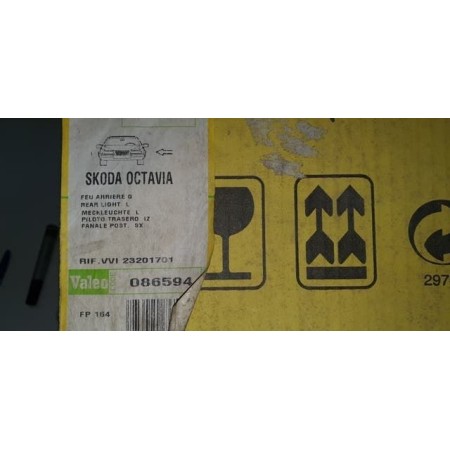 SKODA OCTAVIA
FEU ARRIERE G
REAR LIGHT L
HECKLEUCHTE L
PILOTO TRASERO IZ
FANALE POST. SX
RIF. VVI 23201701
Valeo
086594
FP 164
297